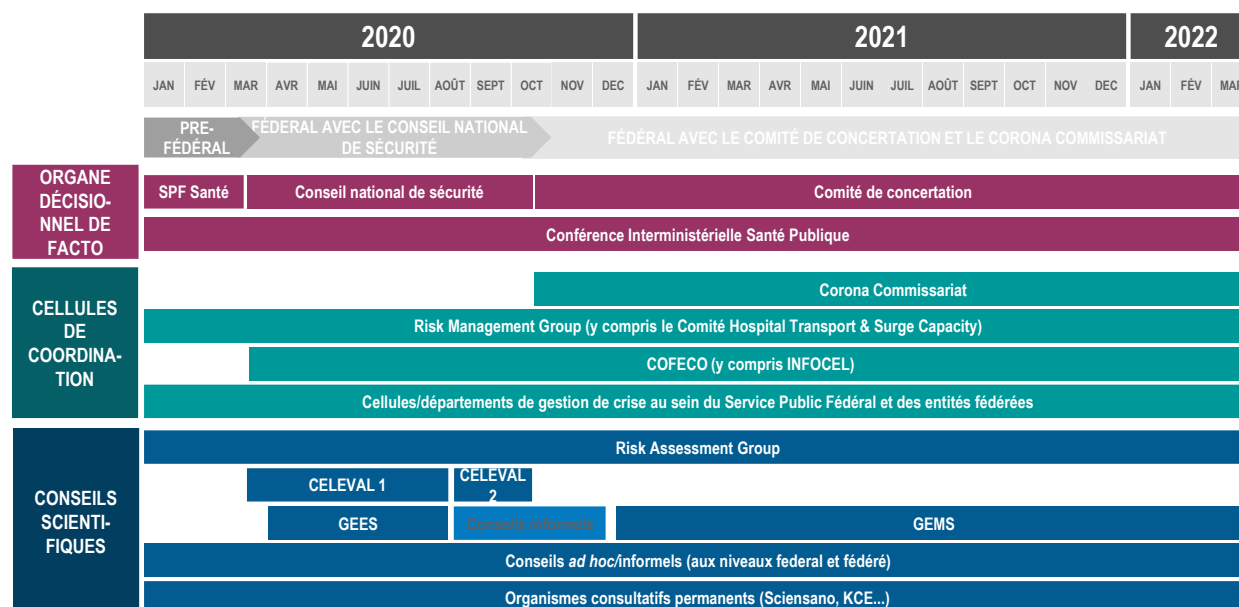 2020
2021
2022
JAN FÉV MAR AVR MAI JUIN JUIL AOÛT SEPT OCT NOV DEC JAN FÉV MAR AVR MAI JUIN JUIL AOÛT SEPT OCT NOV DEC JAN FÉV MAR
PRE-
FÉDÉRAL
FÉDERAL AVEC LE CONSEIL NATIONAL
DE SÉCURITÉ
FÉDÉRAL AVEC LE COMITÉ DE CONCERTATION ET LE CORONA COMMISSARIAT
ORGANE
DÉCISIO-
NNEL DE
FACTO
SPF Santé
Conseil national de sécurité
Comité de concertation
Conférence Interministérielle Santé Publique
CELLULES
DE
COORDINA-
TION
Corona Commissariat
Risk Management Group (y compris le Comité Hospital Transport & Surge Capacity)
COFECO (y compris INFOCEL)
Cellules/départements de gestion de crise au sein du Service Public Fédéral et des entités fédérées
CONSEILS
SCIENTI-
FIQUES
Risk Assessment Group
CELEVAL 1
CELEVAL
2
GEES
Conseils informels
GEMS
Conseils ad hoc/informels (aux niveaux federal et fédéré)
Organismes consultatifs permanents (Sciensano, KCE...)